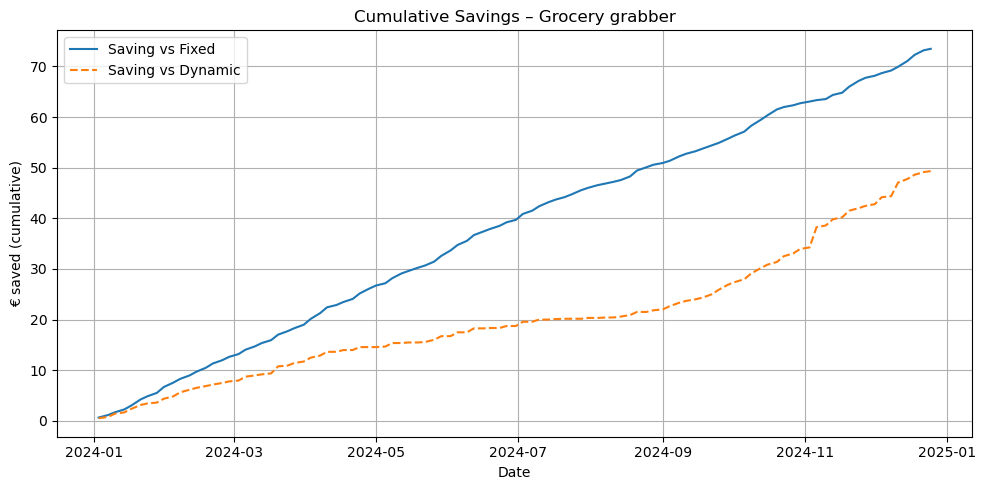 Cumulative Savings – Grocery grabber
Saving vs Fixed
Saving vs Dynamic
€ saved (cumulative)
70
60
50
40
30
20
10
0
2024-01 2024-03 2024-05 2024-07 2024-09 2024-11 2025-01
Date